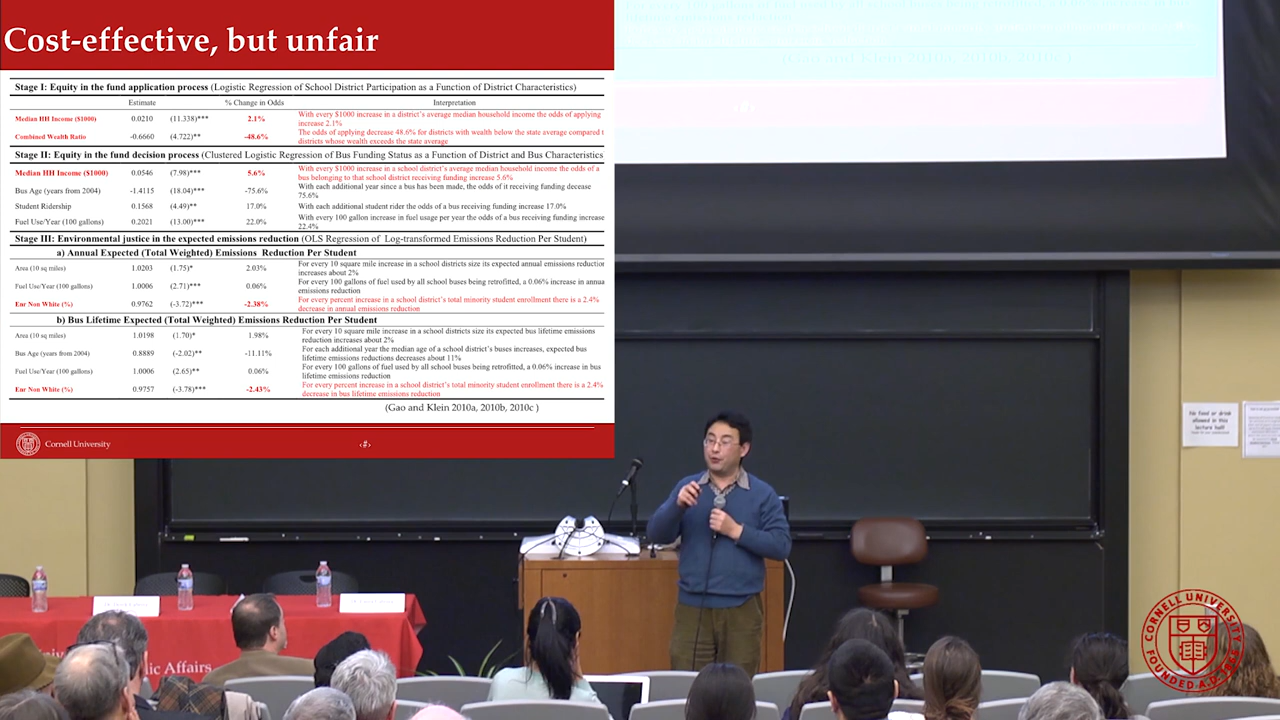 Cost-effective, but unfair
Stage I: Equity in the fund application process (Logistic Regression of School District Participation as a Function of District Characteristics)
Estimate % Change in Odds Interpretation
Median HH Income ($1000) 0.0210 (11.338)*** 2.1% With every $1000 increase in a district's average median household income the odds of applying
increase 2.1%
Combined Wealth Ratio -0.6660 (4.722)** -48.6% The odds of applying decrease 48.6% for districts with wealth below the state average compared t
districts whose wealth exceeds the state average
Stage II: Equity in the fund decision process (Clustered Logistic Regression of Bus Funding Status as a Function of District and Bus Characteristics
Median HH Income ($1000) 0.0546 (7.98)*** 5.6% With every $1000 increase in a school district's average median household income the odds of a
bus belonging to that school district receiving funding increase 5.6%
Bus Age (years from 2004) -1.4115 (18.04)*** -75.6% With each additional year since a bus has been made, the odds of it receiving funding decease
75.6%
Student Ridership 0.1568 (4.49)** 17.0% With each additional student rider the odds of a bus receiving funding increase 17.0%
Fuel Use/Year (100 gallons) 0.2021 (13.00)*** 22.0% With every 100 gallon increase in fuel usage per year the odds of a bus receiving funding increase
22.4%
Stage III: Environmental justice in the expected emissions reduction (OLS Regression of Log-transformed Emissions Reduction Per Student)
a) Annual Expected (Total Weighted) Emissions Reduction Per Student
Area (10 sq miles) 1.0203 (1.75)* 2.03% For every 10 square mile increase in a school districts size its expected annual emissions reduction
increases about 2%
Fuel Use/Year (100 gallons) 1.0006 (2.71)*** 0.06% For every 100 gallons of fuel used by all school buses being retrofitted, a 0.06% increase in annua
emissions reduction
Enr Non White (%) 0.9762 (-3.72)*** -2.38% For every percent increase in a school district's total minority student enrollment there is a 2.4%
decrease in annual emissions reduction
b) Bus Lifetime Expected (Total Weighted) Emissions Reduction Per Student
Area (10 sq miles) 1.0198 (1.70)* 1.98% For every 10 square mile increase in a school districts size its expected bus lifetime emissions
reduction increases about 2%
Bus Age (years from 2004) 0.8889 (-2.02)** -11.11% For each additional year the median age of a school district's buses increases, expected bus
lifetime emissions reductions decreases about 11%
Fuel Use/Year (100 gallons) 1.0006 (2.65)** 0.06% For every 100 gallons of fuel used by all school buses being retrofitted, a 0.06% increase in bus
lifetime emissions reduction
Enr Non White (%) 0.9757 (-3.78)*** -2.43% For every percent increase in a school district's total minority student enrollment there is a 2.4%
decrease in bus lifetime emissions reduction
(Gao and Klein 2010a, 2010b, 2010c )
Cornell University ‹#›
(Gao and Klein 2010a, 2010b, 2010c )
No food or drink
allowed in this
lecture hall
lic Affairs
CORNELL UNIVERSITY
FOUNDED A.D. 1865